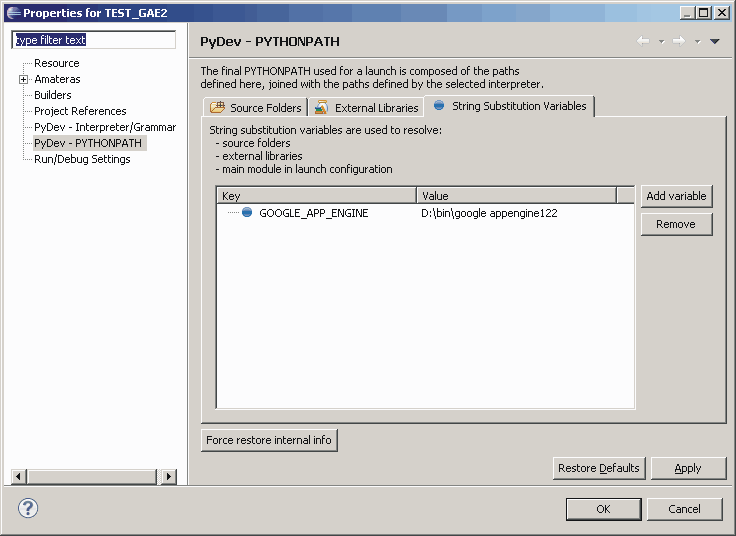 Properties for TEST_GAE2
type filter text
Resource
Amateras
Builders
Project References
PyDev - Interpreter/Grammar
PyDev - PYTHONPATH
Run/Debug Settings
PyDev - PYTHONPATH
The final PYTHONPATH used for a launch is composed of the paths
defined here, joined with the paths defined by the selected interpreter.
Source Folders
External Libraries
String Substitution Variables
String substitution variables are used to resolve:
- source folders
- external libraries
- main module in launch configuration
Key
Value
GOOGLE_APP_ENGINE
D:\bin\google appengine122
Add variable
Remove
Force restore internal info
Restore Defaults
Apply
?
OK
Cancel